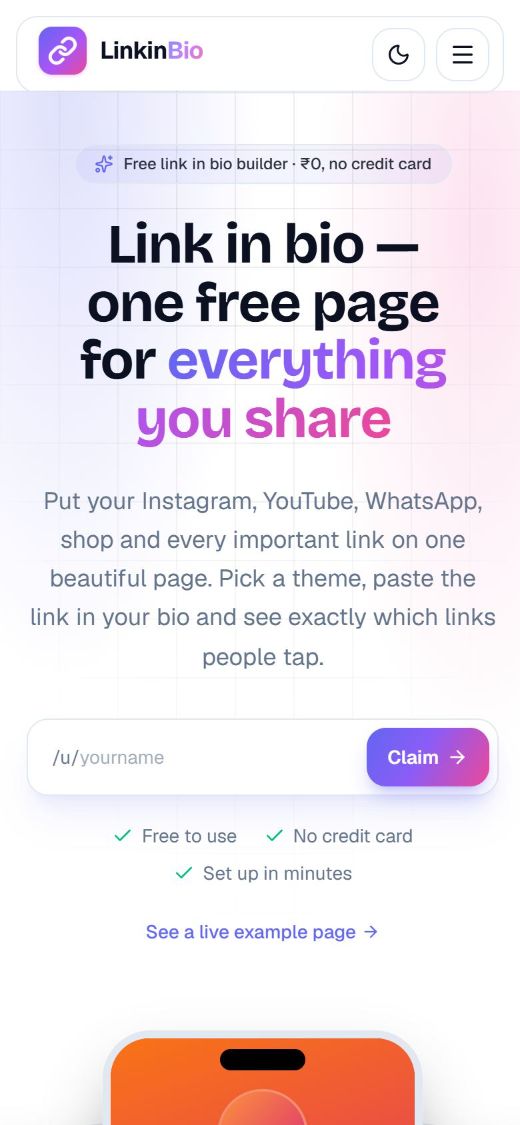 LinkinBio
Free link in bio builder · ₹0, no credit card
Link in bio —
one free page
for everything
you share
Put your Instagram, YouTube, WhatsApp,
shop and every important link on one
beautiful page. Pick a theme, paste the
link in your bio and see exactly which links
people tap.
/u/yourname Claim →
Free to use No credit card
Set up in minutes
See a live example page →